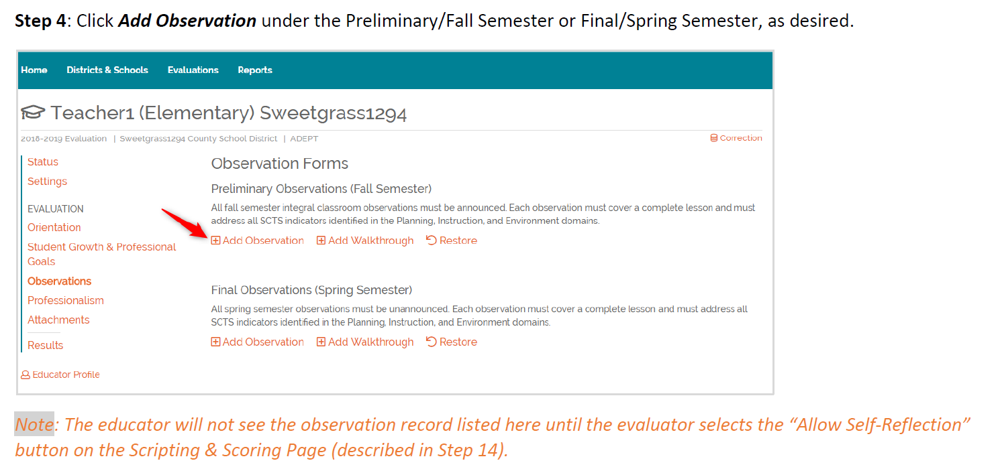 Step 4: Click Add Observation under the Preliminary/Fall Semester or Final/Spring Semester, as desired.
Home Districts & Schools Evaluations Reports
Teacher1 (Elementary) Sweetgrass1294
2018-2019 Evaluation | Sweetgrass1294 County School District | ADEPT
Correction
Status
Settings
EVALUATION
Orientation
Student Growth & Professional
Goals
Observations
Professionalism
Attachments
Results
Educator Profile
Observation Forms
Preliminary Observations (Fall Semester)
All fall semester integral classroom observations must be announced. Each observation must cover a complete lesson and must
address all SCTS indicators identified in the Planning, Instruction, and Environment domains.
Add Observation Add Walkthrough Restore
Final Observations (Spring Semester)
All spring semester observations must be unannounced. Each observation must cover a complete lesson and must address all
SCTS indicators identified in the Planning, Instruction, and Environment domains.
Add Observation Add Walkthrough Restore
Note: The educator will not see the observation record listed here until the evaluator selects the “Allow Self-Reflection”
button on the Scripting & Scoring Page (described in Step 14).